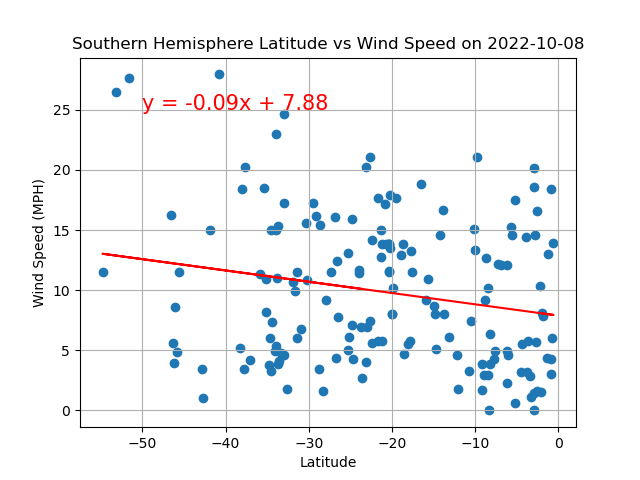 Southern Hemisphere Latitude vs Wind Speed on 2022-10-08
y = -0.09x + 7.88
25
20
15
10
5
0
Wind Speed (MPH)
−50 −40 −30 −20 −10 0
Latitude